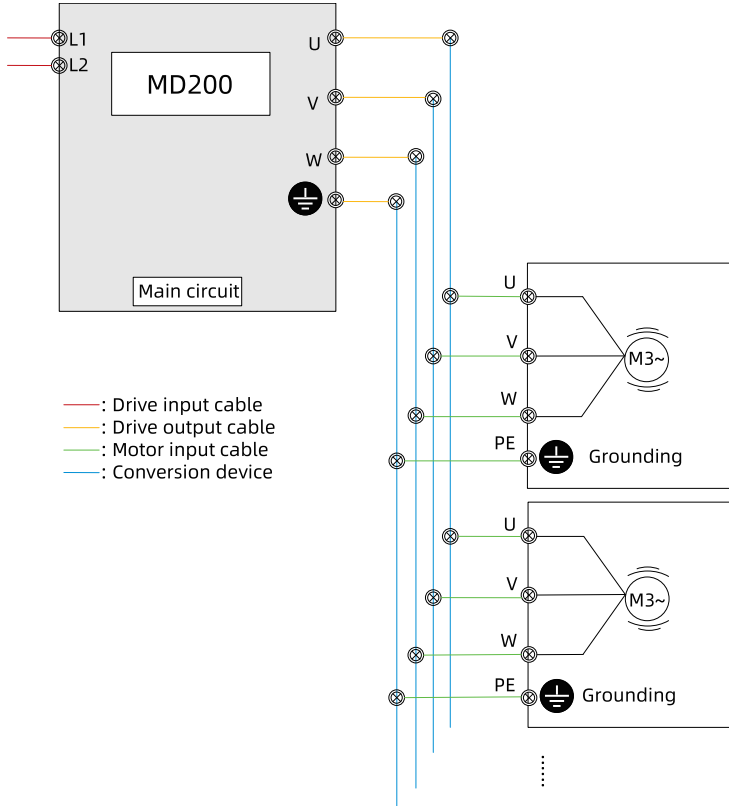 L1
L2
MD200
U
V
W
Main circuit
: Drive input cable
: Drive output cable
: Motor input cable
: Conversion device
U
V
W
PE
M3~
Grounding
U
V
W
PE
M3~
Grounding
......